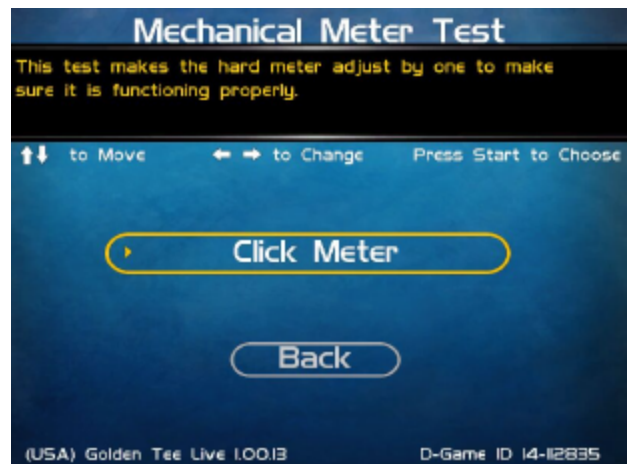 Mechanical Meter Test
This test makes the hard meter adjust by one to make
sure it is functioning properly.
to Move to Change Press Start to Choose
Click Meter
Back
(USA) Golden Tee Live 1.00.13 D-Game ID 14-112835